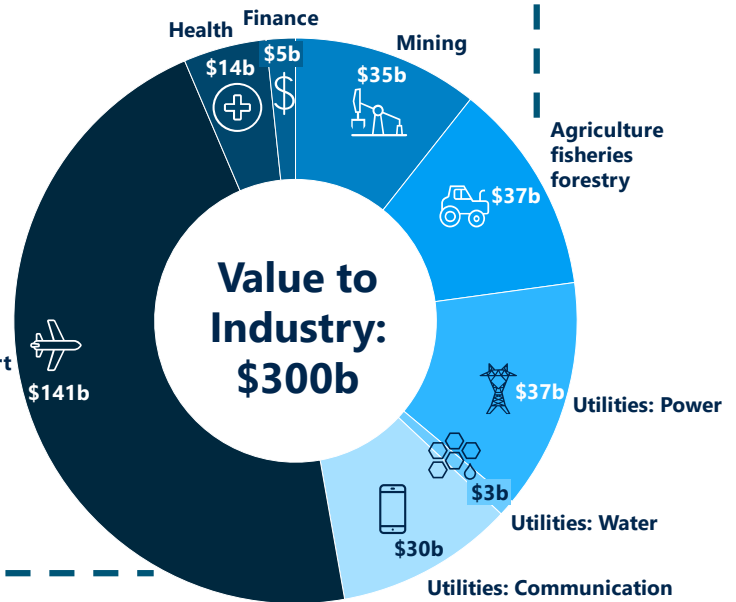 Finance
Health
Mining
$5b
$14b
$35b
Agriculture
fisheries
forestry
$37b
Value to
Industry:
$300b
$141b
$37b
Utilities: Power
$3b
Utilities: Water
$30b
Utilities: Communication